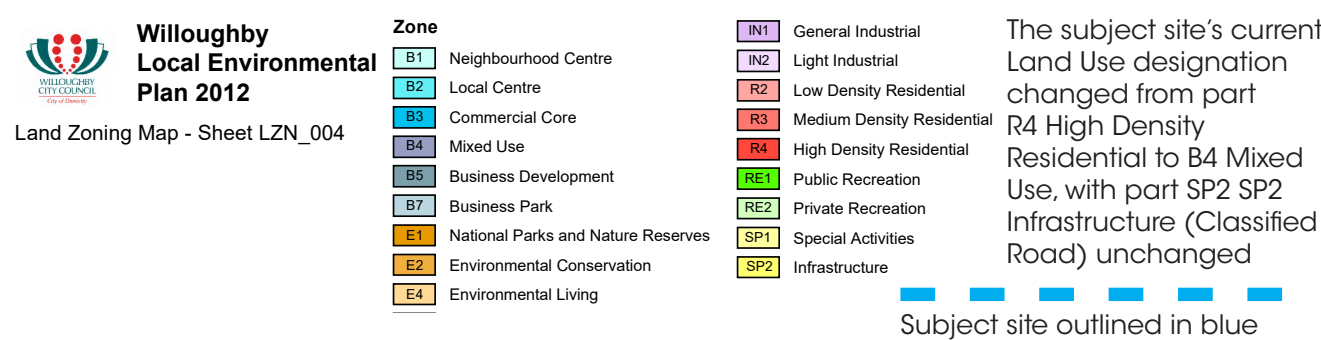 WILLOUGHBY
CITY COUNCIL
City of Diversity
Willoughby
Local Environmental
Plan 2012
Land Zoning Map - Sheet LZN_004
Zone
B1 Neighbourhood Centre
B2 Local Centre
B3 Commercial Core
B4 Mixed Use
B5 Business Development
B7 Business Park
E1 National Parks and Nature Reserves
E2 Environmental Conservation
E4 Environmental Living
IN1 General Industrial
IN2 Light Industrial
R2 Low Density Residential
R3 Medium Density Residential
R4 High Density Residential
RE1 Public Recreation
RE2 Private Recreation
SP1 Special Activities
SP2 Infrastructure
The subject site's current
Land Use designation
changed from part
R4 High Density
Residential to B4 Mixed
Use, with part SP2 SP2
Infrastructure (Classified
Road) unchanged
Subject site outlined in blue